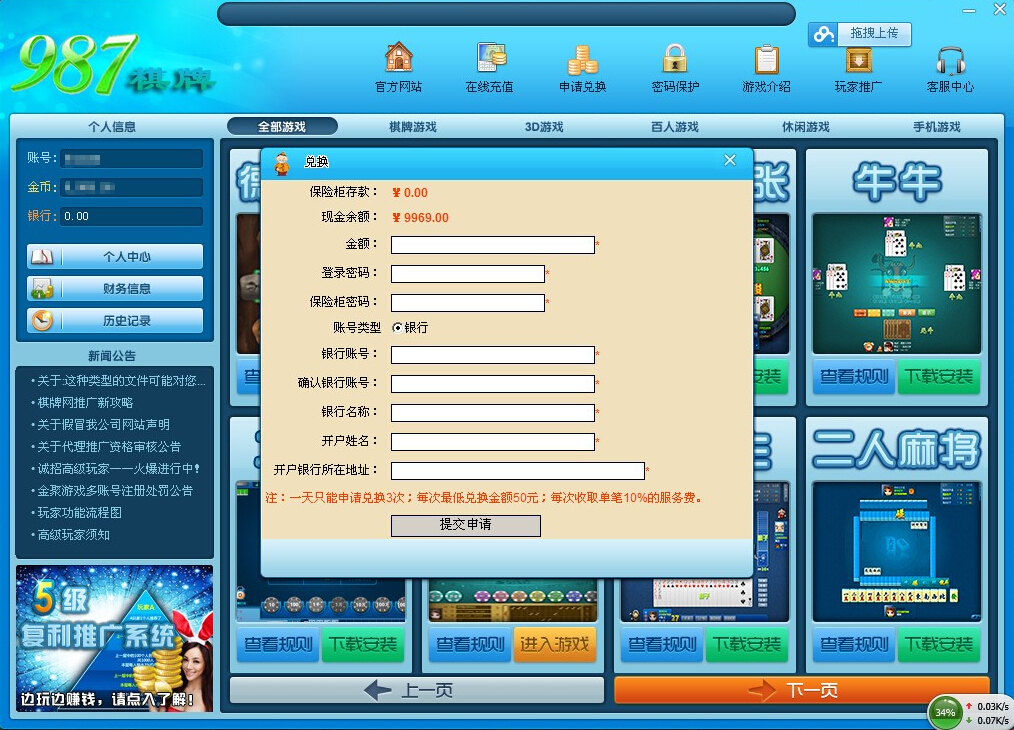 987棋牌
拖拽上传
官方网站
在线充值
申请兑换
密码保护
游戏介绍
玩家推广
客服中心
个人信息
全部游戏
棋牌游戏
3D游戏
百人游戏
休闲游戏
手机游戏
账号:
金币:
银行: 0.00
个人中心
财务信息
历史记录
新闻公告
·关于:这种类型的文件可能对您...
·棋牌网推广新攻略
·关于假冒我公司网站声明
·关于代理推广资格审核公告
·诚招高级玩家一一火爆进行中!
·金聚游戏多账号注册处罚公告
·玩家功能流程图
·高级玩家须知
5级
复利推广系统
玩家A
边玩边赚钱，请点入了解！
兑换
保险柜存款： ¥ 0.00
现金余额： ¥ 9969.00
金额： *
登录密码： *
保险柜密码： *
账号类型 银行
银行账号： *
确认银行账号： *
银行名称： *
开户姓名： *
开户银行所在地址： *
注：一天只能申请兑换3次；每次最低兑换金额50元；每次收取单笔10%的服务费。
提交申请
牛牛
查看规则
下载安装
二人麻将
查看规则
下载安装
查看规则
下载安装
查看规则
进入游戏
查看规则
下载安装
上一页
下一页
34%
0.03K/s
0.07K/s